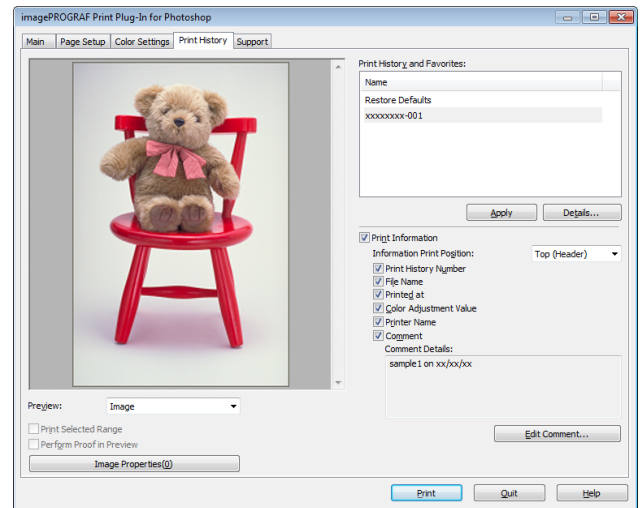 imagePROGRAF Print Plug-In for Photoshop
Main Page Setup Color Settings Print History Support
Print History and Favorites:
Name
Restore Defaults
xxxxxxxx-001
Apply Details...
Print Information
Information Print Position: Top (Header)
Print History Number
File Name
Printed at
Color Adjustment Value
Printer Name
Comment
Comment Details:
sample1 on xx/xx/xx
Edit Comment...
Preview: Image
Print Selected Range
Perform Proof in Preview
Image Properties(0)
Print Quit Help